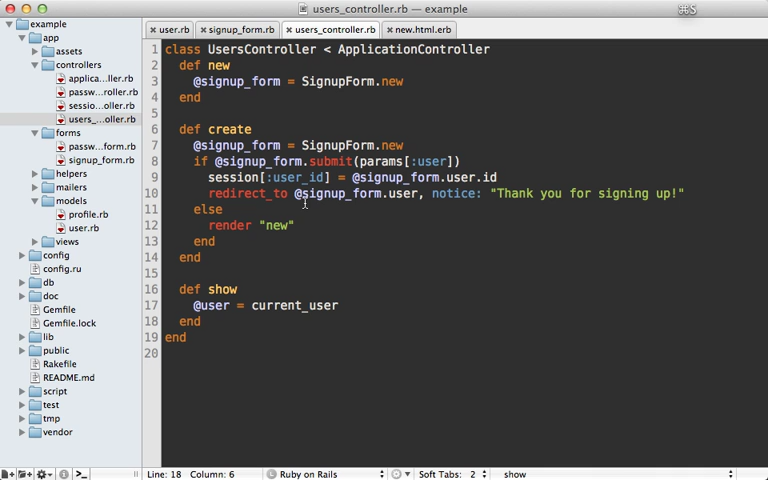 users_controller.rb — example
⌘S
example
app
assets
controllers
applica...ller.rb
passw...roller.rb
sessio...oller.rb
users_...oller.rb
forms
passw...form.rb
signup_form.rb
helpers
mailers
models
profile.rb
user.rb
views
config
config.ru
db
doc
Gemfile
Gemfile.lock
lib
public
Rakefile
README.md
script
test
tmp
vendor
user.rb
signup_form.rb
users_controller.rb
new.html.erb
1 class UsersController < ApplicationController
2 def new
3 @signup_form = SignupForm.new
4 end
5
6 def create
7 @signup_form = SignupForm.new
8 if @signup_form.submit(params[:user])
9 session[:user_id] = @signup_form.user.id
10 redirect_to @signup_form.user, notice: "Thank you for signing up!"
11 else
12 render "new"
13 end
14 end
15
16 def show
17 @user = current_user
18 end
19 end
20
Line: 18 Column: 6
Ruby on Rails
Soft Tabs: 2
show